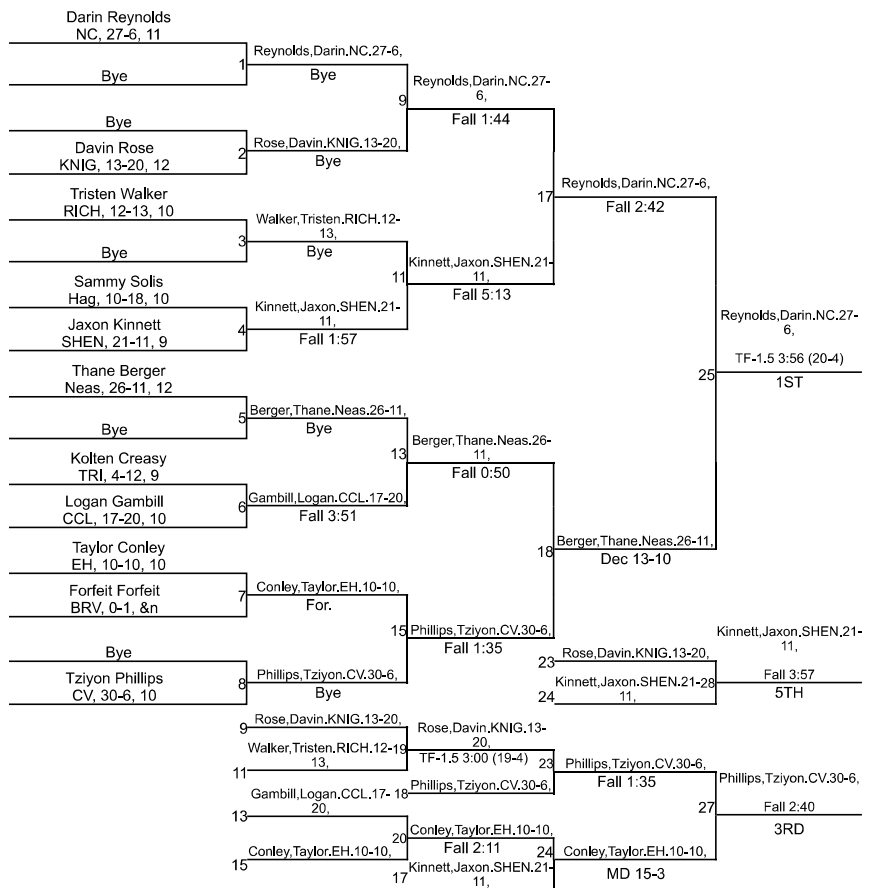 Darin Reynolds
NC, 27-6, 11
1
Bye
Reynolds,Darin.NC.27-6,
Bye
9
Reynolds,Darin.NC.27-
6,
Fall 1:44
Bye
Davin Rose
KNIG, 13-20, 12
2
Rose,Davin.KNIG.13-20,
Bye
17
Reynolds,Darin.NC.27-6,
Fall 2:42
Tristen Walker
RICH, 12-13, 10
3
Bye
Walker,Tristen.RICH.12-
13,
Bye
11
Kinnett,Jaxon.SHEN.21-
11,
Fall 5:13
Sammy Solis
Hag, 10-18, 10
4
Jaxon Kinnett
SHEN, 21-11, 9
Kinnett,Jaxon.SHEN.21-
11,
Fall 1:57
25
Reynolds,Darin.NC.27-
6,
TF-1.5 3:56 (20-4)
1ST
Thane Berger
Neas, 26-11, 12
5
Bye
Berger,Thane.Neas.26-11,
Bye
13
Berger,Thane.Neas.26-
11,
Fall 0:50
Kolten Creasy
TRI, 4-12, 9
6
Logan Gambill
CCL, 17-20, 10
Gambill,Logan.CCL.17-20,
Fall 3:51
18
Berger,Thane.Neas.26-11,
Dec 13-10
Taylor Conley
EH, 10-10, 10
7
Forfeit Forfeit
BRV, 0-1, &n
Conley,Taylor.EH.10-10,
For.
15
Phillips,Tziyon.CV.30-6,
Fall 1:35
Bye
Tziyon Phillips
CV, 30-6, 10
8
Phillips,Tziyon.CV.30-6,
Bye
23
Rose,Davin.KNIG.13-20,
24
Kinnett,Jaxon.SHEN.21-
11,
28
Kinnett,Jaxon.SHEN.21-
11,
Fall 3:57
5TH
9
Rose,Davin.KNIG.13-20,
11
Walker,Tristen.RICH.12-
13,
19
Rose,Davin.KNIG.13-
20,
TF-1.5 3:00 (19-4)
18
Phillips,Tziyon.CV.30-6,
23
Phillips,Tziyon.CV.30-6,
Fall 1:35
13
Gambill,Logan.CCL.17-
20,
15
Conley,Taylor.EH.10-10,
20
Conley,Taylor.EH.10-10,
Fall 2:11
17
Kinnett,Jaxon.SHEN.21-
11,
24
Conley,Taylor.EH.10-10,
MD 15-3
27
Phillips,Tziyon.CV.30-6,
Fall 2:40
3RD